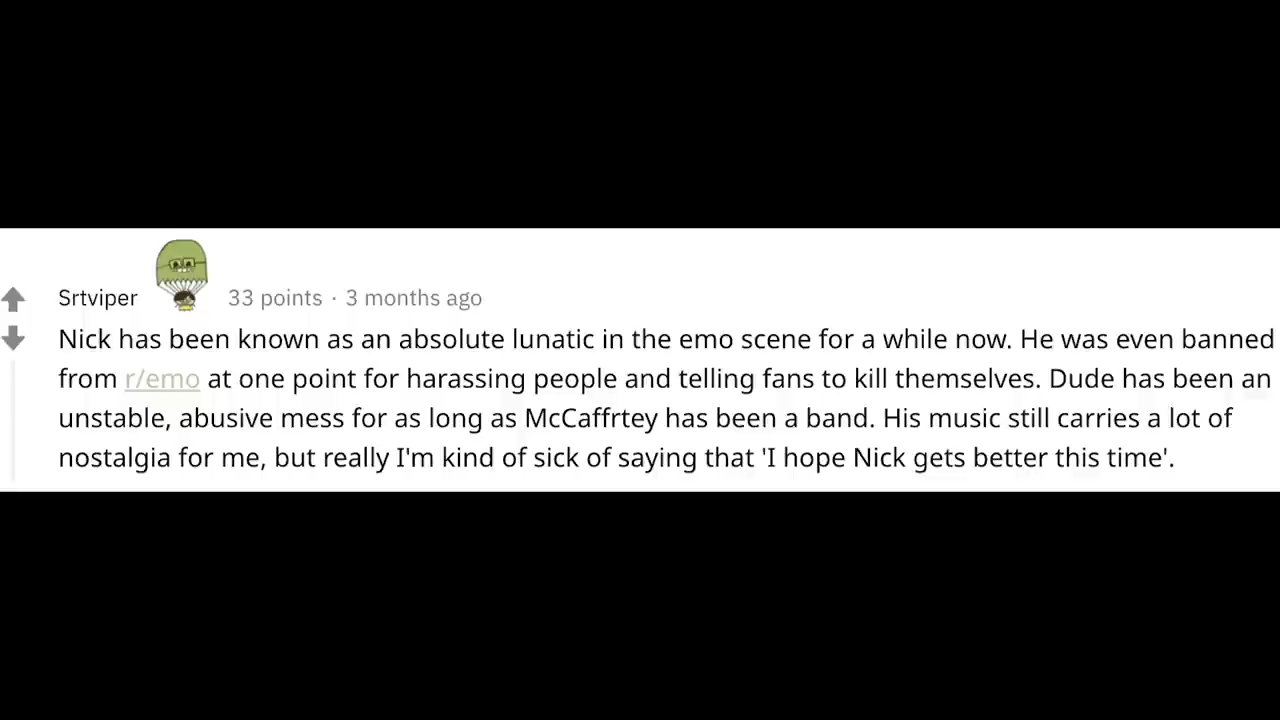 Srtviper 33 points · 3 months ago
Nick has been known as an absolute lunatic in the emo scene for a while now. He was even banned
from r/emo at one point for harassing people and telling fans to kill themselves. Dude has been an
unstable, abusive mess for as long as McCaffrtey has been a band. His music still carries a lot of
nostalgia for me, but really I'm kind of sick of saying that 'I hope Nick gets better this time'.